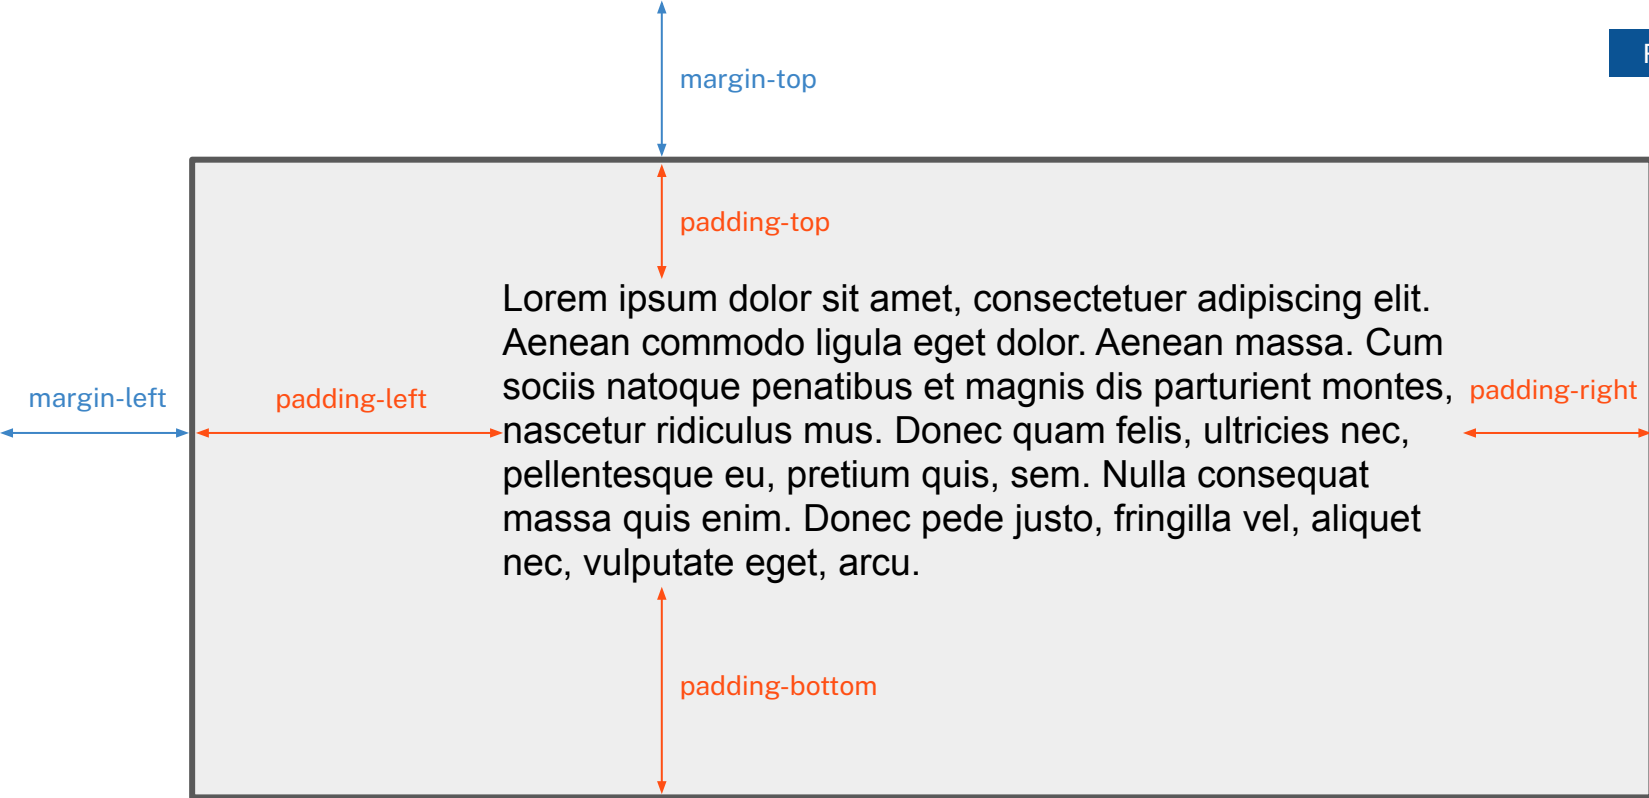 margin-top
padding-top
Lorem ipsum dolor sit amet, consectetuer adipiscing elit.
Aenean commodo ligula eget dolor. Aenean massa. Cum
sociis natoque penatibus et magnis dis parturient montes,
nascetur ridiculus mus. Donec quam felis, ultricies nec,
pellentesque eu, pretium quis, sem. Nulla consequat
massa quis enim. Donec pede justo, fringilla vel, aliquet
nec, vulputate eget, arcu.
margin-left
padding-left
padding-right
padding-bottom